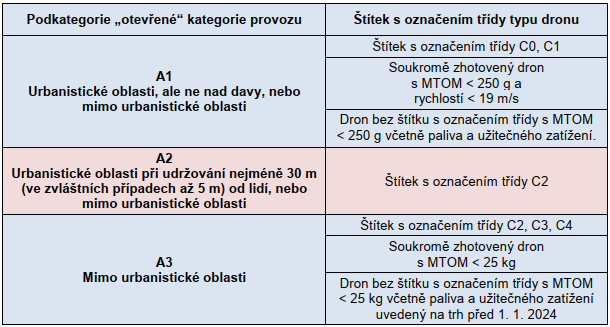 Podkategorie „otevřené“ kategorie provozu
Štítek s označením třídy typu dronu
A1
Urbanistické oblasti, ale ne nad davy, nebo
mimo urbanistické oblasti
Štítek s označením třídy C0, C1
Soukromě zhotovený dron
s MTOM < 250 g a
rychlostí < 19 m/s
Dron bez štítku s označením třídy s MTOM
< 250 g včetně paliva a užitečného zatížení.
A2
Urbanistické oblasti při udržování nejméně 30 m
(ve zvláštních případech až 5 m) od lidí, nebo
mimo urbanistické oblasti
Štítek s označením třídy C2
A3
Mimo urbanistické oblasti
Štítek s označením třídy C2, C3, C4
Soukromě zhotovený dron
s MTOM < 25 kg
Dron bez štítku s označením třídy s MTOM
< 25 kg včetně paliva a užitečného zatížení
uvedený na trh před 1. 1. 2024